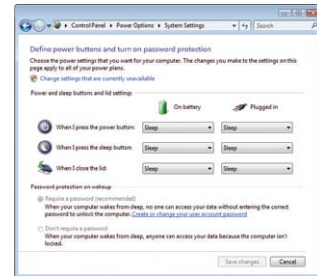 Control Panel ▸ Power Options ▸ System Settings
Search
Define power buttons and turn on password protection
Choose the power settings that you want for your computer. The changes you make to the settings on this
page apply to all of your power plans.
Change settings that are currently unavailable
Power and sleep buttons and lid settings
On battery Plugged in
When I press the power button: Sleep Sleep
When I press the sleep button: Sleep Sleep
When I close the lid: Sleep Sleep
Password protection on wakeup
Require a password (recommended)
When your computer wakes from sleep, no one can access your data without entering the correct
password to unlock the computer. Create or change your user account password
Don't require a password
When your computer wakes from sleep, anyone can access your data because the computer isn't
locked.
Save changes Cancel